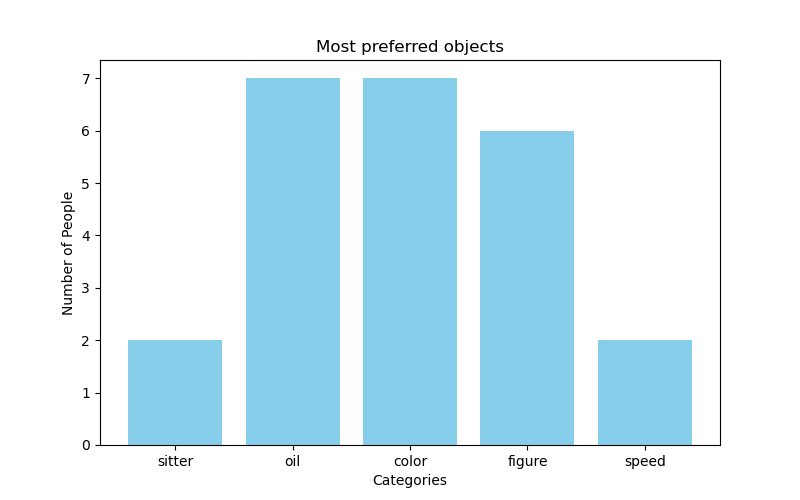 Most preferred objects
Number of People
7
6
5
4
3
2
1
0
sitter oil color figure speed
Categories